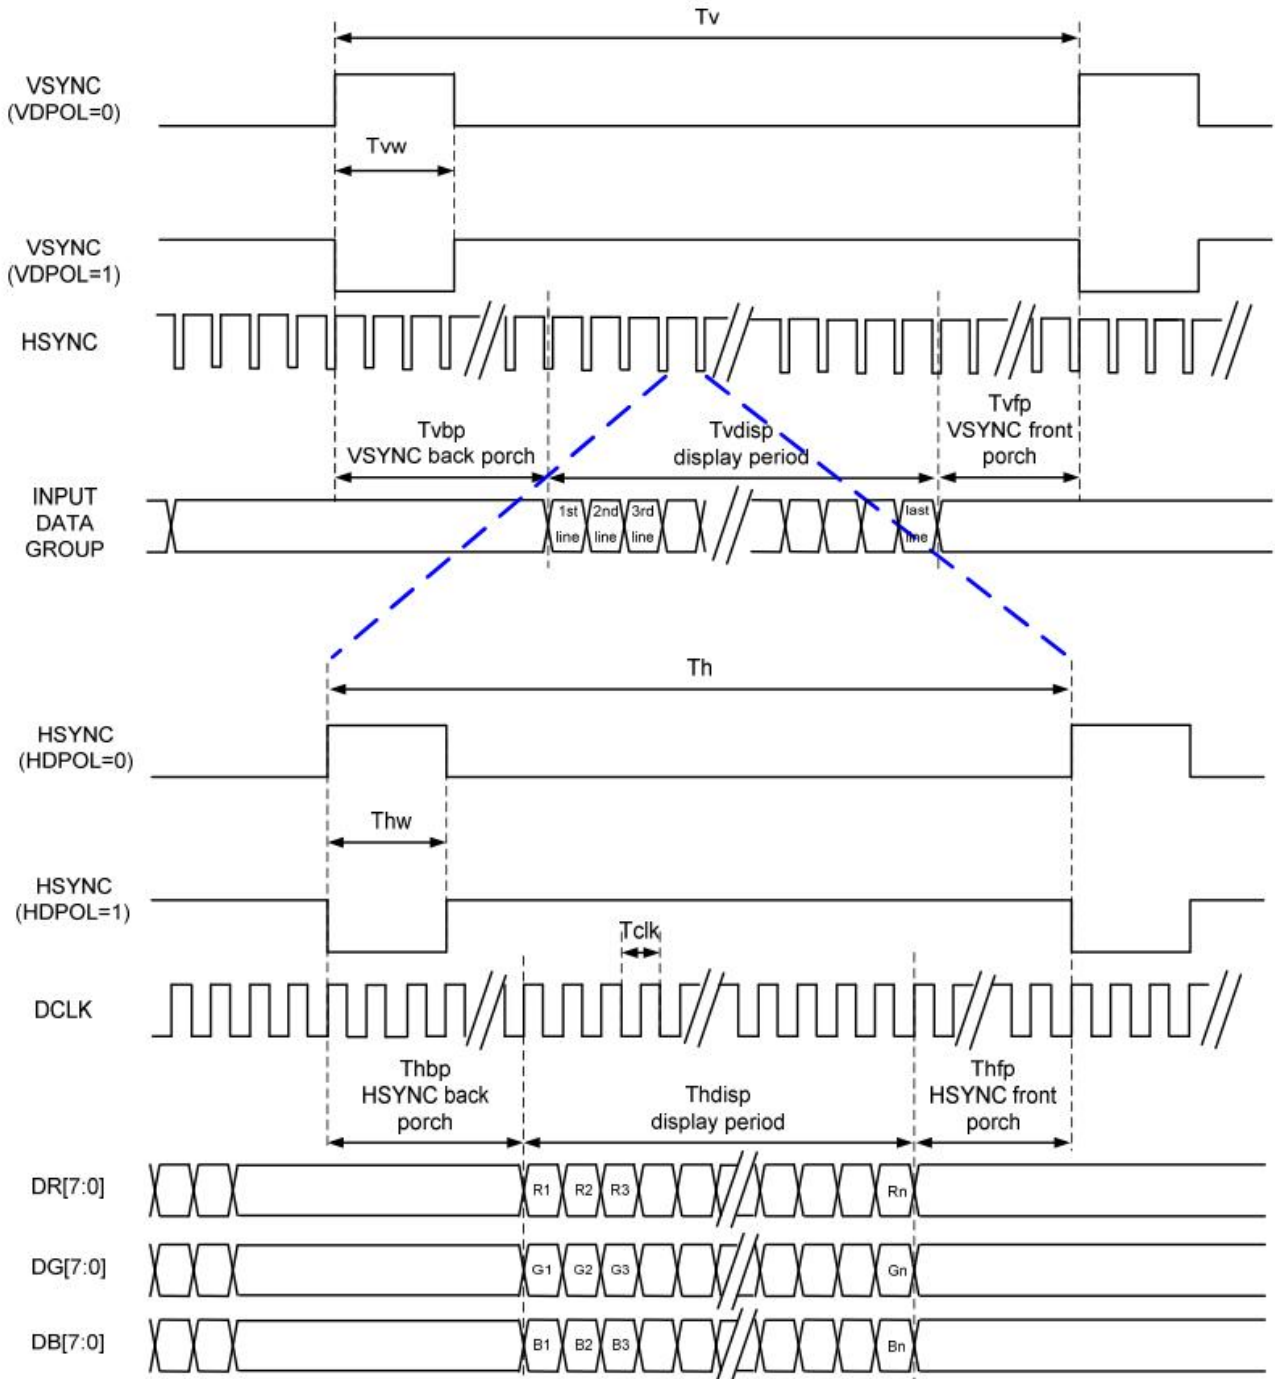 Tv
VSYNC
(VDPOL=0)
Tvw
VSYNC
(VDPOL=1)
HSYNC
Tvbp
VSYNC back porch
Tvdisp
display period
Tvfp
VSYNC front
porch
INPUT
DATA
GROUP
1st
line
2nd
line
3rd
line
last
line
Th
HSYNC
(HDPOL=0)
Thw
HSYNC
(HDPOL=1)
Tclk
DCLK
Thbp
HSYNC back
porch
Thdisp
display period
Thfp
HSYNC front
porch
DR[7:0]
R1 R2 R3 Rn
DG[7:0]
G1 G2 G3 Gn
DB[7:0]
B1 B2 B3 Bn